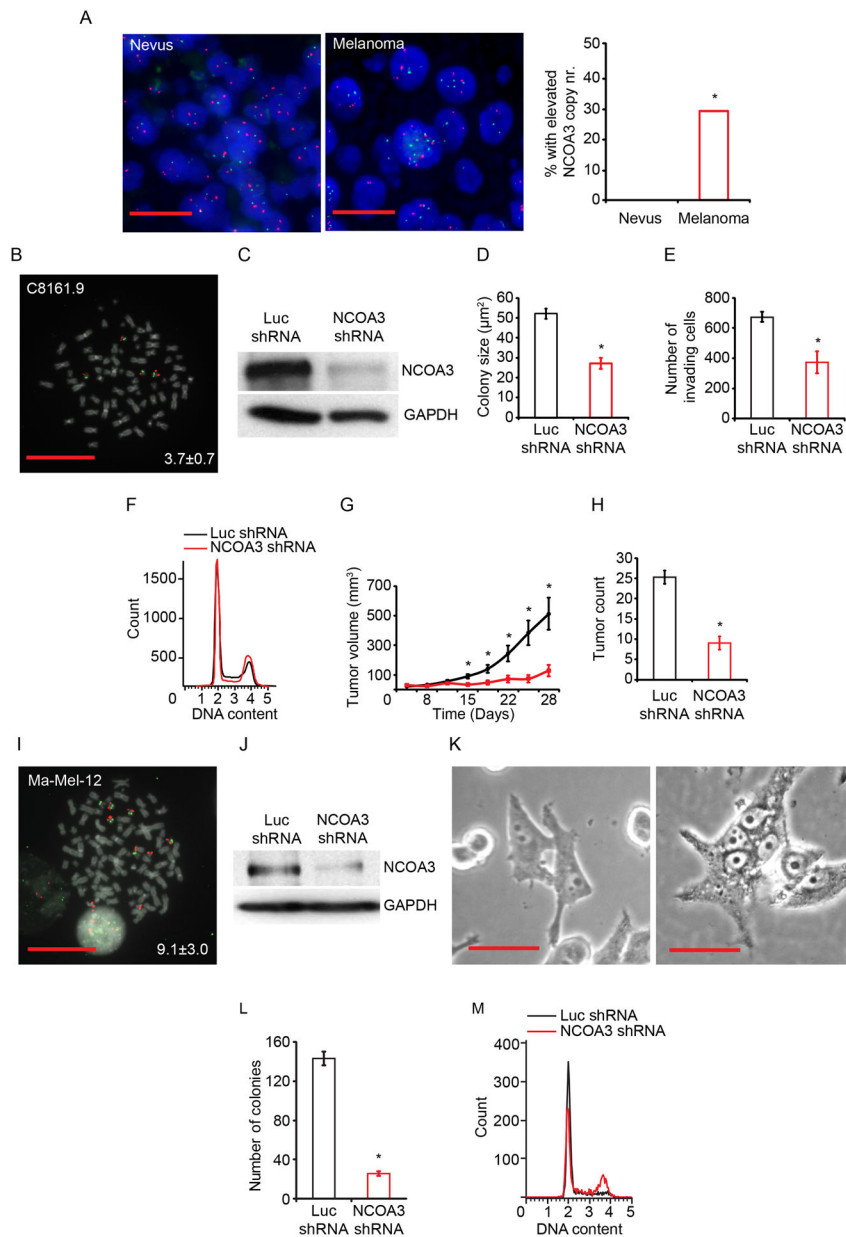 A
Nevus
Melanoma
% with elevated
NCOA3 copy nr.
50
40
30
20
10
0
*
Nevus Melanoma
B
C8161.9
3.7±0.7
C
Luc
shRNA
NCOA3
shRNA
NCOA3
GAPDH
D
Colony size (µm²)
60
50
40
30
20
10
0
*
Luc
shRNA
NCOA3
shRNA
E
Number of
invading cells
800
600
400
200
0
*
Luc
shRNA
NCOA3
shRNA
F
Luc shRNA
NCOA3 shRNA
Count
1500
1000
500
0 1 2 3 4 5
DNA content
G
Tumor volume (mm³)
700
500
300
100
* * * * *
8 15 22 28
Time (Days)
H
Tumor count
30
25
20
15
10
5
0
*
Luc
shRNA
NCOA3
shRNA
I
Ma-Mel-12
9.1±3.0
J
Luc
shRNA
NCOA3
shRNA
NCOA3
GAPDH
K
L
Number of colonies
160
120
80
40
0
*
Luc
shRNA
NCOA3
shRNA
M
Luc shRNA
NCOA3 shRNA
Count
400
300
200
100
0 1 2 3 4 5
DNA content